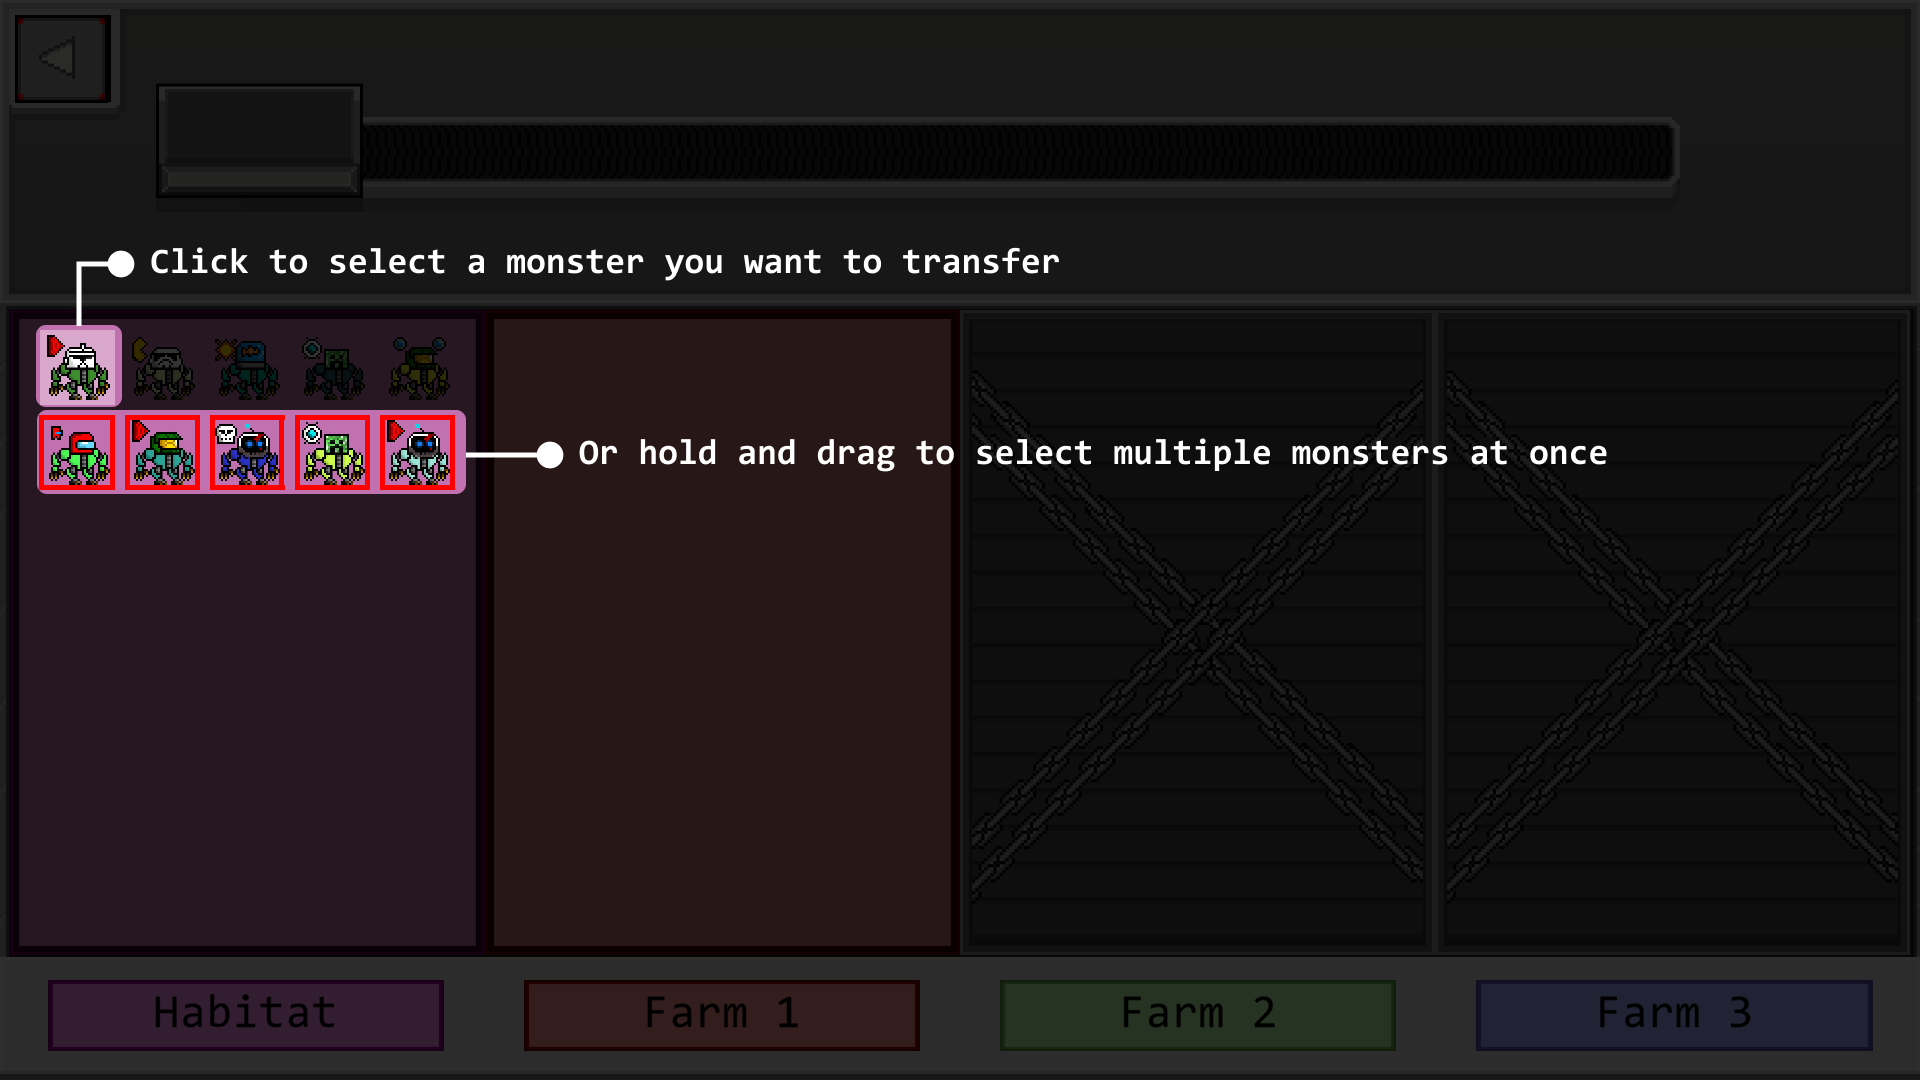 Click to select a monster you want to transfer
Or hold and drag to select multiple monsters at once
Habitat
Farm 1
Farm 2
Farm 3